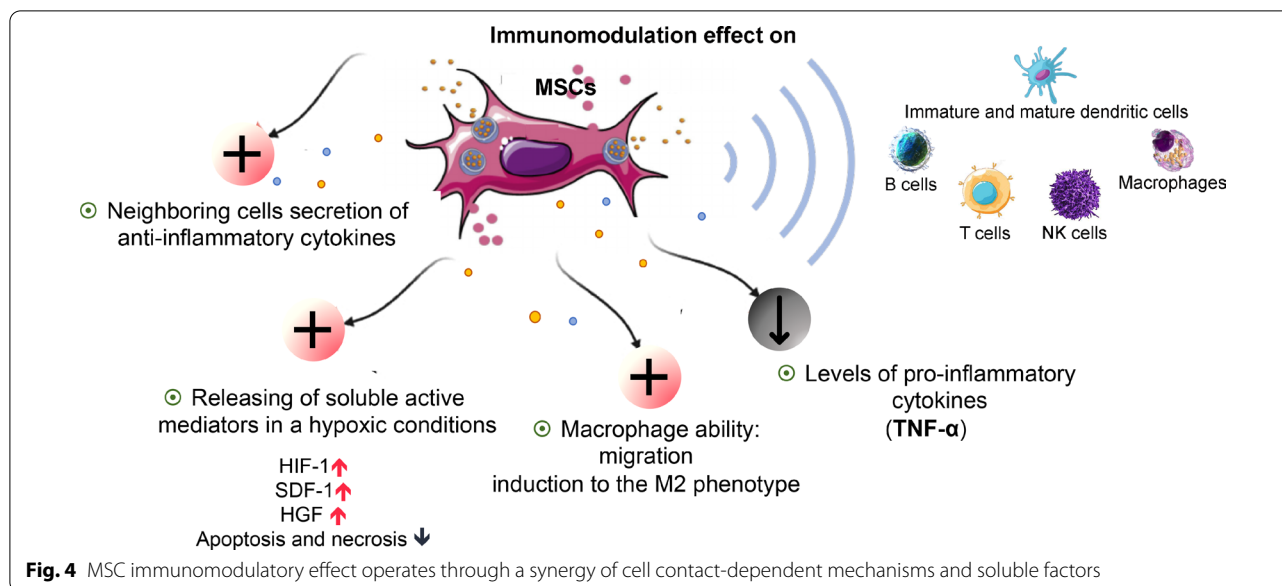 Immunomodulation effect on
MSCs
Immature and mature dendritic cells
B cells
Macrophages
T cells
NK cells
Neighboring cells secretion of
anti-inflammatory cytokines
Releasing of soluble active
mediators in a hypoxic conditions
HIF-1
SDF-1
HGF
Apoptosis and necrosis
Macrophage ability:
migration
induction to the M2 phenotype
Levels of pro-inflammatory
cytokines
(TNF-α)
Fig. 4 MSC immunomodulatory effect operates through a synergy of cell contact-dependent mechanisms and soluble factors